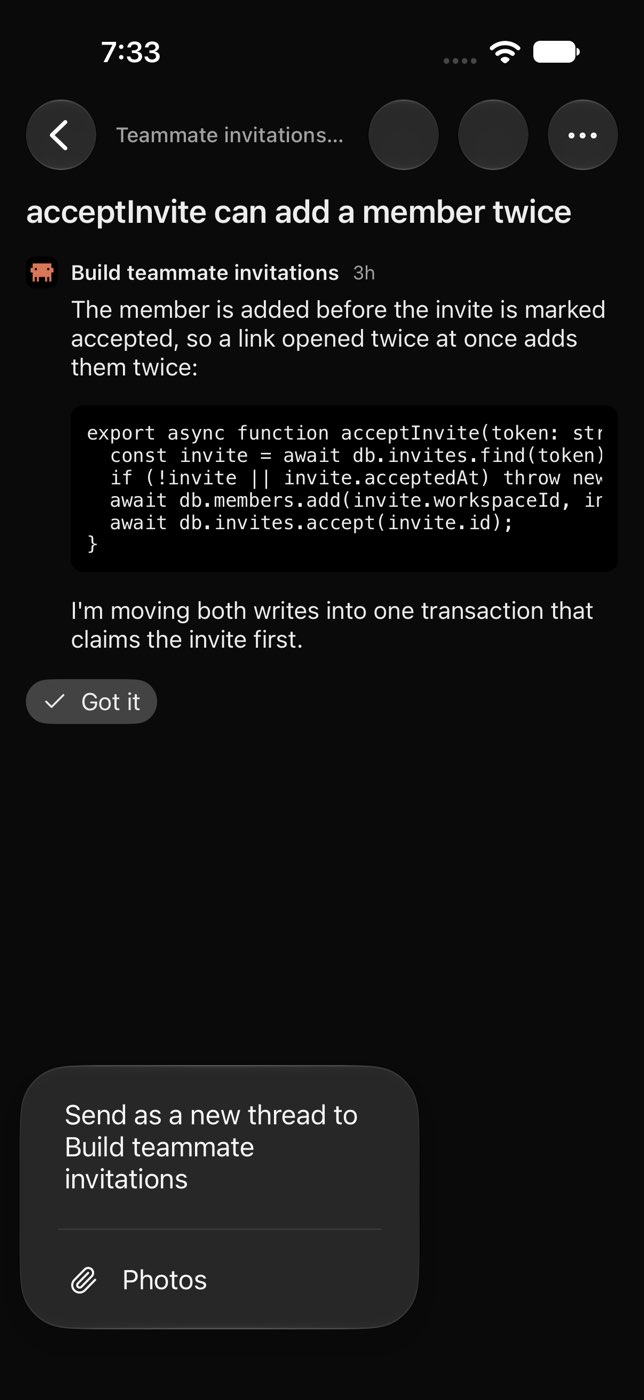 7:33
Teammate invitations...
acceptInvite can add a member twice
Build teammate invitations 3h
The member is added before the invite is marked
accepted, so a link opened twice at once adds
them twice:
export async function acceptInvite(token: str
  const invite = await db.invites.find(token)
  if (!invite || invite.acceptedAt) throw new
  await db.members.add(invite.workspaceId, in
  await db.invites.accept(invite.id);
}
I'm moving both writes into one transaction that
claims the invite first.
Got it
Send as a new thread to
Build teammate
invitations
Photos